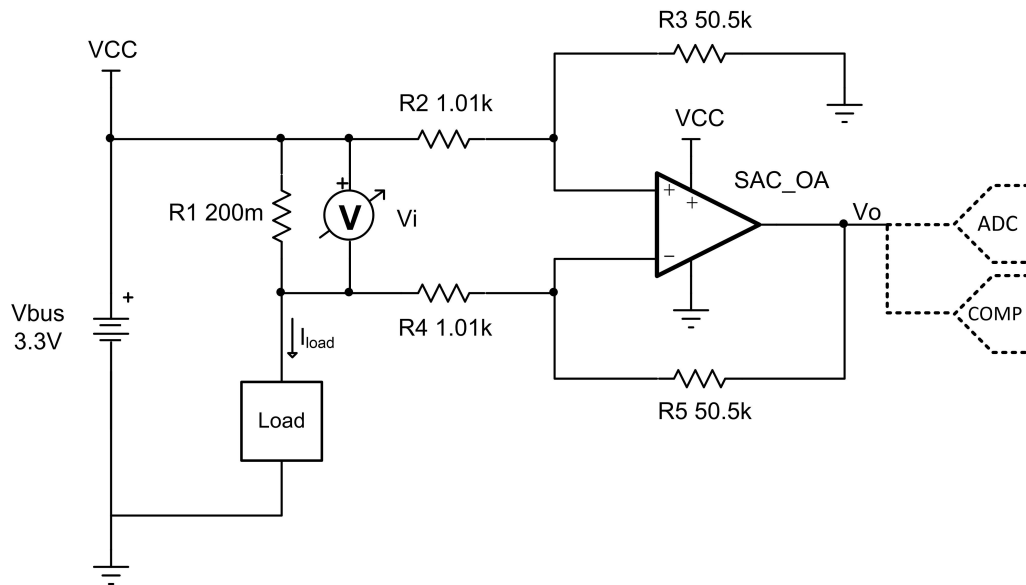 R3 50.5k
VCC
R2 1.01k
VCC
+
SAC_OA
R1 200m
+
V
Vi
+
+
−
Vo
ADC
COMP
Vbus
3.3V
+
R4 1.01k
Iload
R5 50.5k
Load